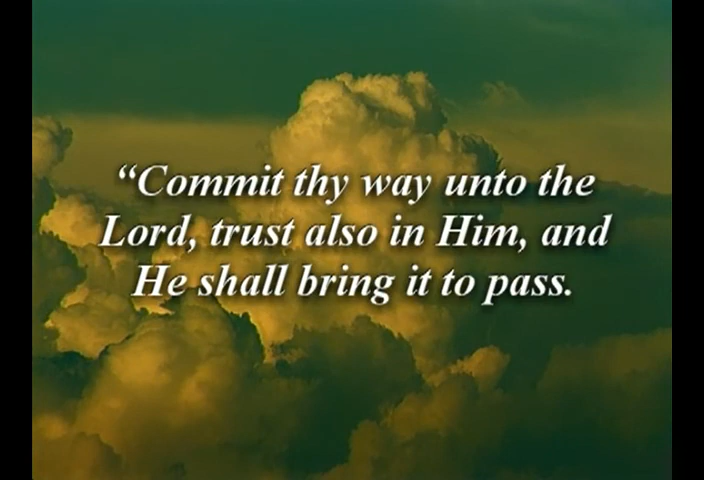 “Commit thy way unto the
Lord, trust also in Him, and
He shall bring it to pass.